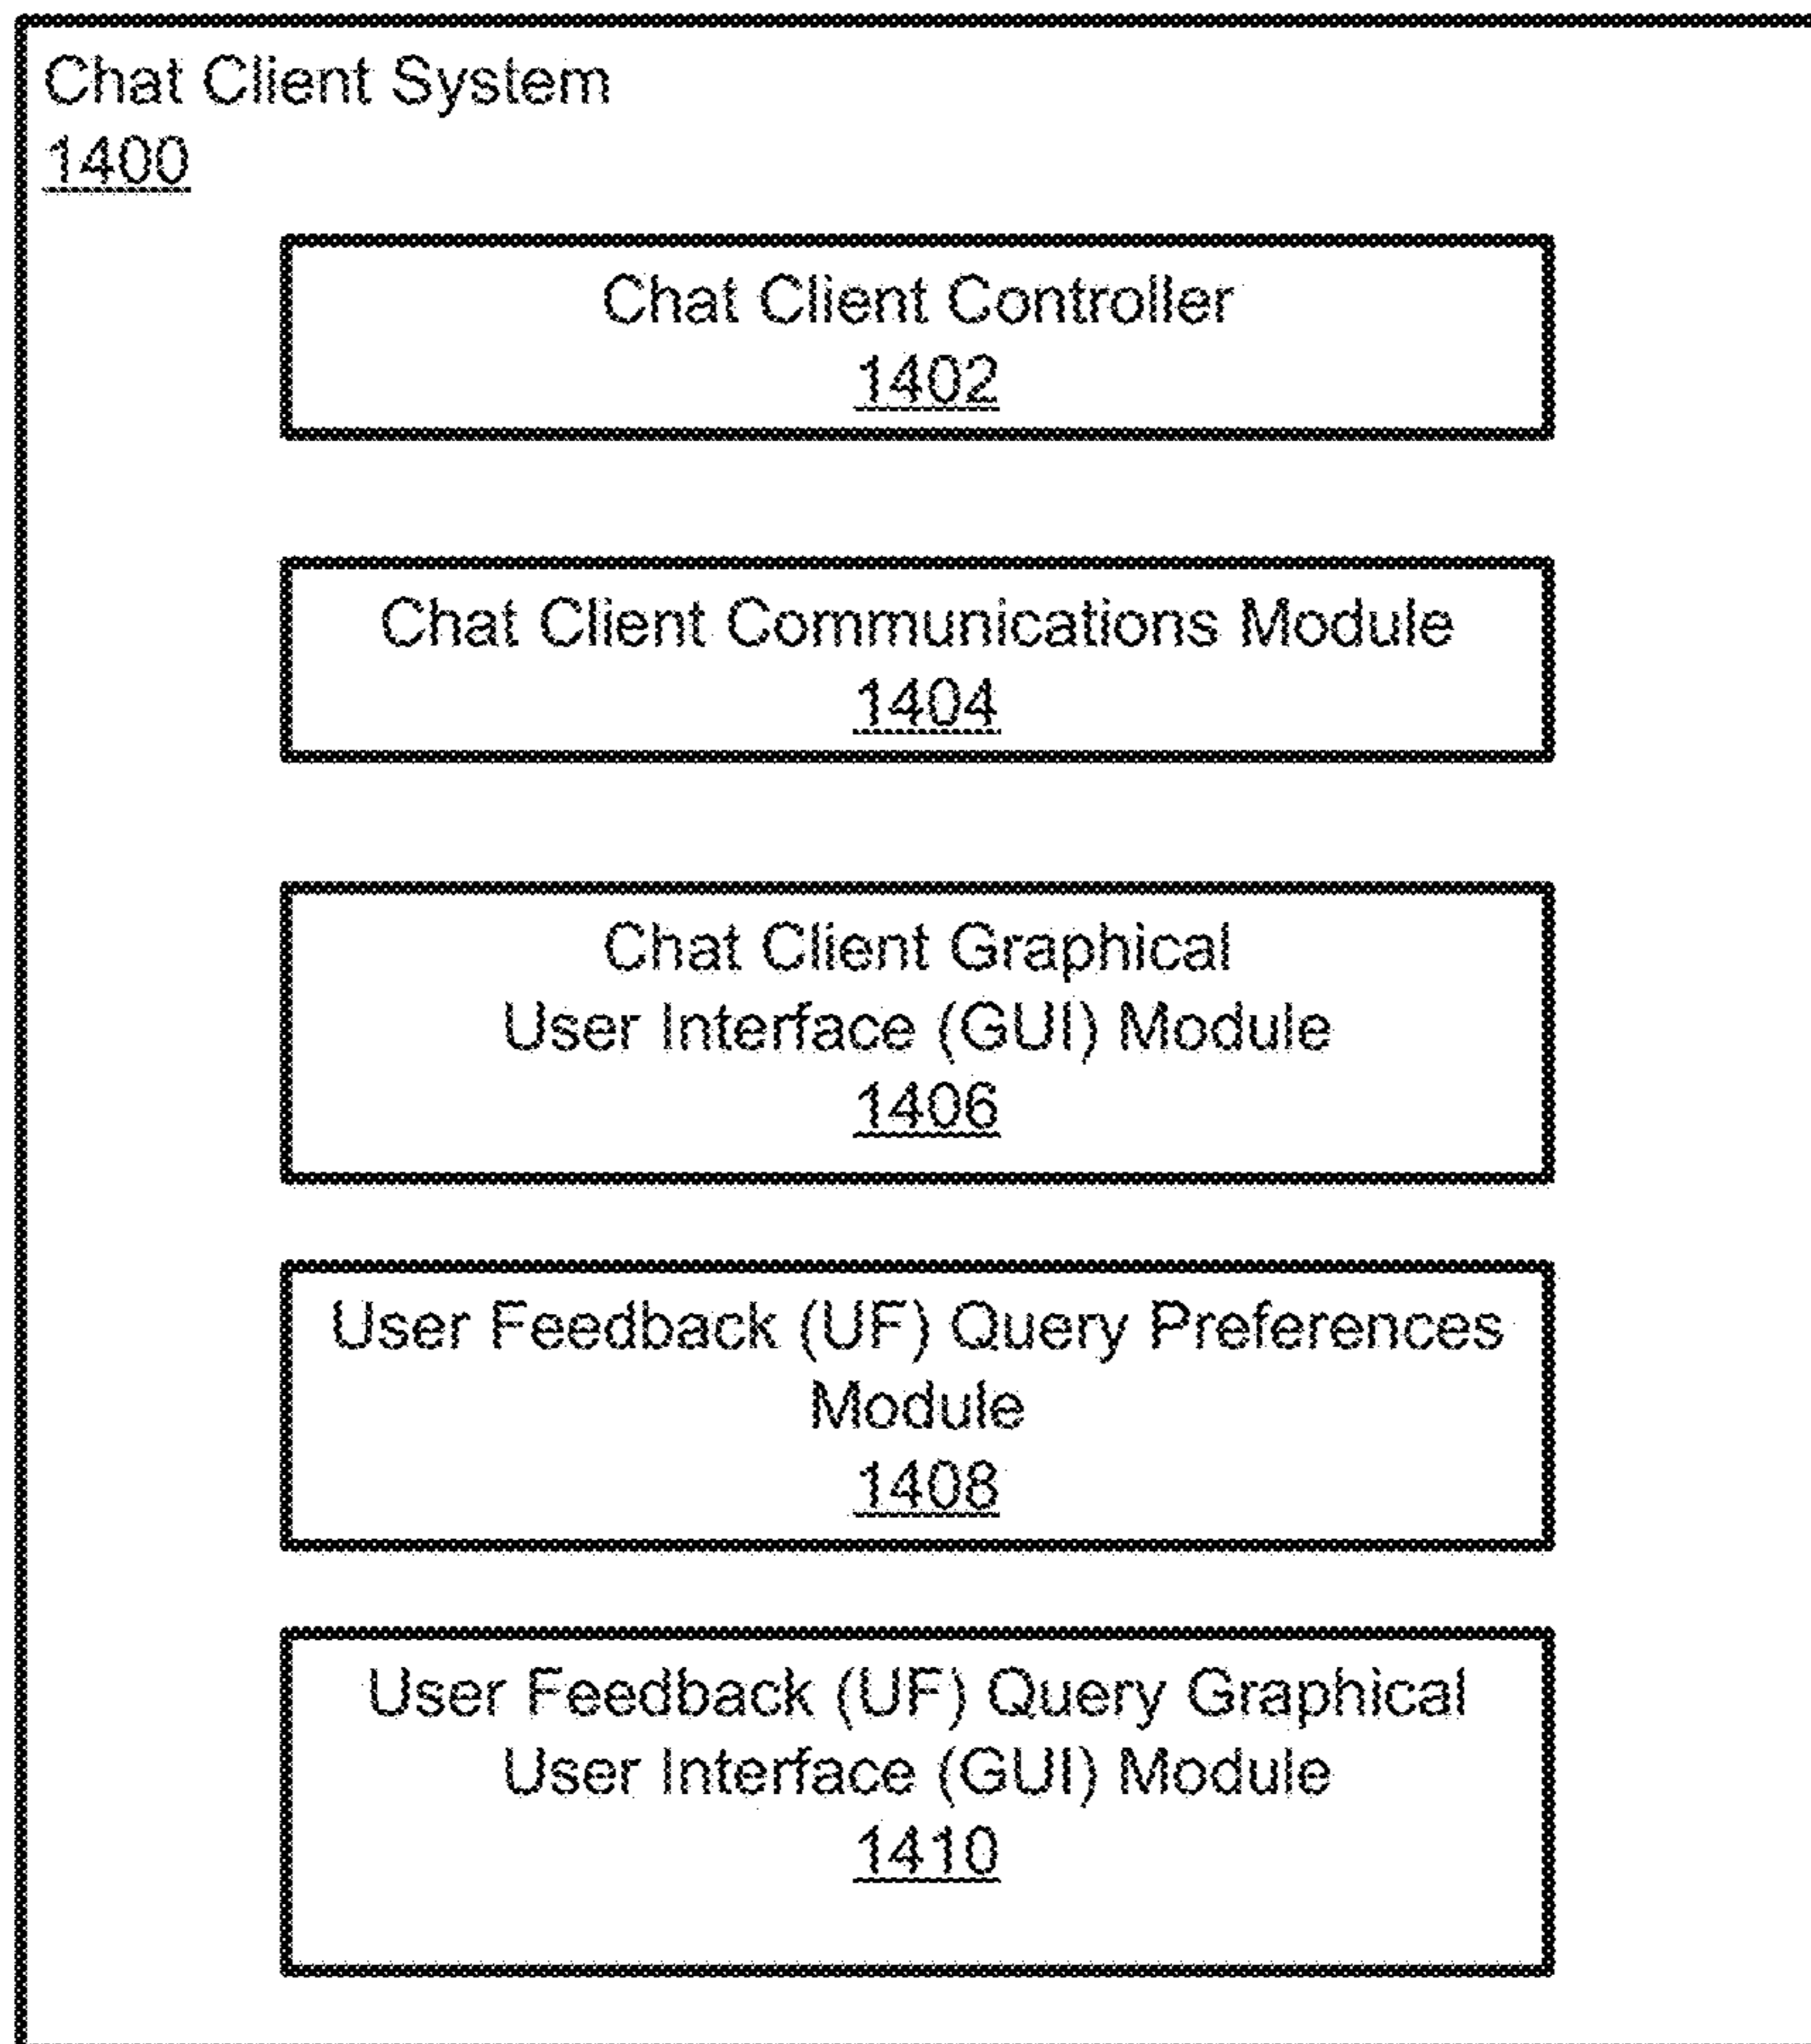 Chat Client System
1400
Chat Client Controller
1402
Chat Client Communications Module
1404
Chat Client Graphical
User Interface (GUI) Module
1406
User Feedback (UF) Query Preferences
Module
1408
User Feedback (UF) Query Graphical
User Interface (GUI) Module
1410